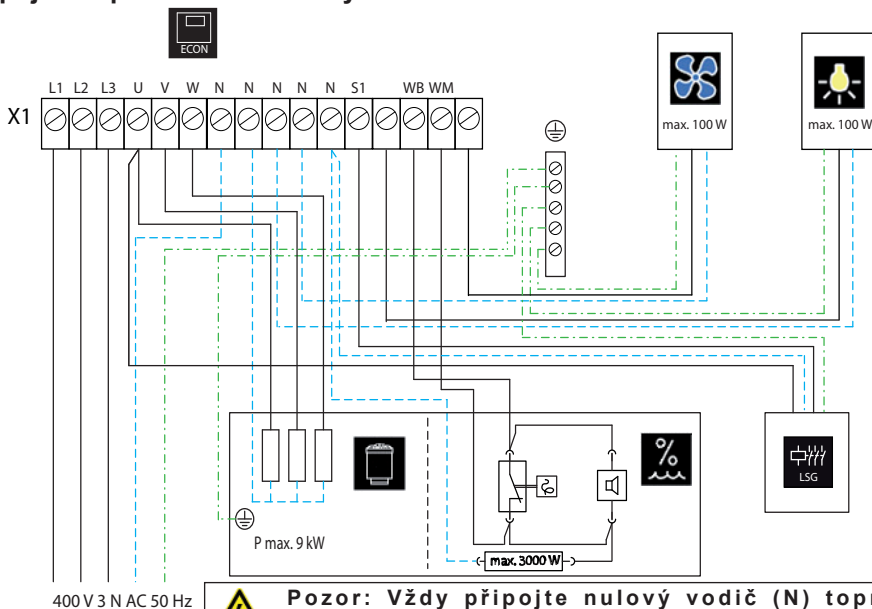 ECON
L1 L2 L3 U V W N N N N N S1 WB WM
X1
max. 100 W
max. 100 W
%
LSG
P max. 9 kW
max. 3000 W
400 V 3 N AC 50 Hz
Pozor: Vždy připojte nulový vodič (N)